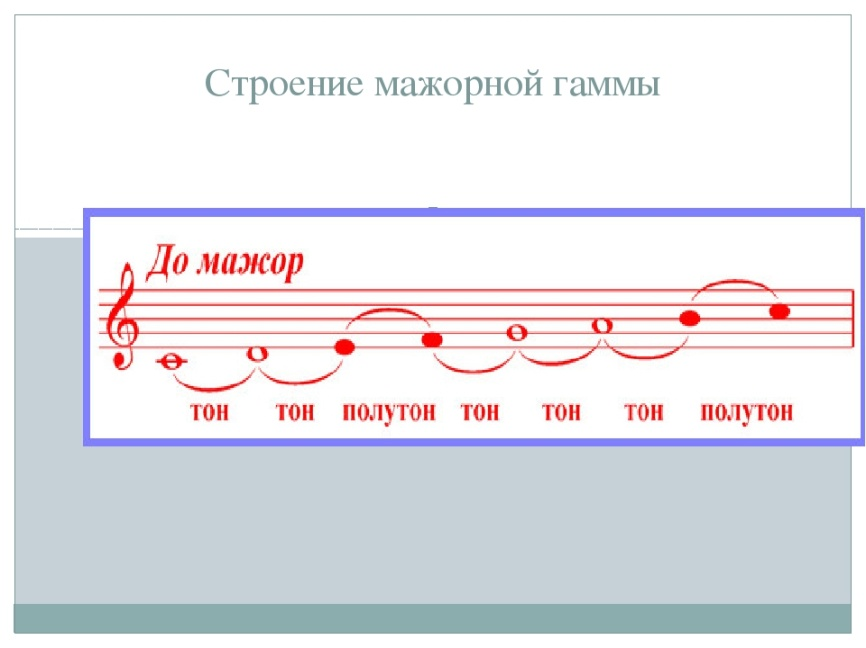 Строение мажорной гаммы
До мажор
тон тон полутон тон тон тон полутон